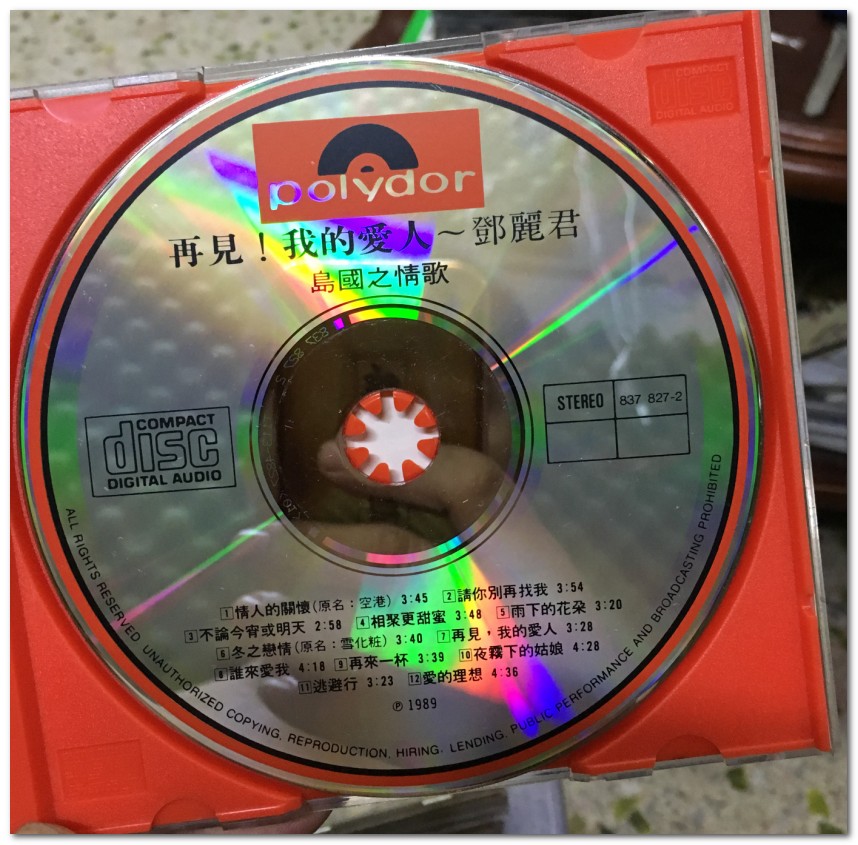 polydor
再見！我的愛人～鄧麗君
島國之情歌
COMPACT
disc
DIGITAL AUDIO
STEREO 837 827-2
1 情人的關懷(原名：空港) 3:45 2 請你別再找我 3:54
3 不論今宵或明天 2:58 4 相聚更甜蜜 3:48 5 雨下的花朶 3:20
6 冬之戀情(原名：雪化粧) 3:40 7 再見，我的愛人 3:28
8 誰來愛我 4:18 9 再來一杯 3:39 10 夜霧下的姑娘 4:28
11 逃避行 3:23 12 愛的理想 4:36
℗ 1989
ALL RIGHTS RESERVED. UNAUTHORIZED COPYING, REPRODUCTION, HIRING, LENDING, PUBLIC PERFORMANCE AND BROADCASTING PROHIBITED
COMPACT
disc
DIGITAL AUDIO